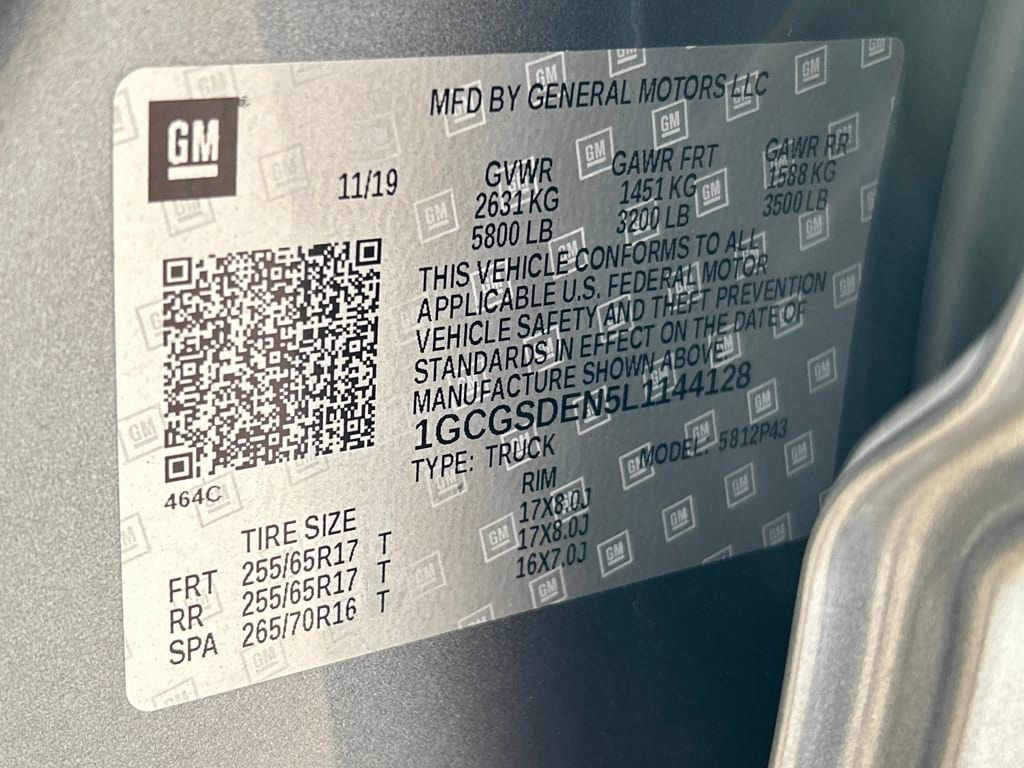 GM
MFD BY GENERAL MOTORS LLC
11/19
GVWR GAWR FRT GAWR RR
2631 KG 1451 KG 1588 KG
5800 LB 3200 LB 3500 LB
THIS VEHICLE CONFORMS TO ALL
APPLICABLE U.S. FEDERAL MOTOR
VEHICLE SAFETY AND THEFT PREVENTION
STANDARDS IN EFFECT ON THE DATE OF
MANUFACTURE SHOWN ABOVE
1GCGSDEN5L1144128
TYPE: TRUCK MODEL: 5812P43
464C
TIRE SIZE RIM
FRT 255/65R17 T 17X8.0J
RR 255/65R17 T 17X8.0J
SPA 265/70R16 T 16X7.0J